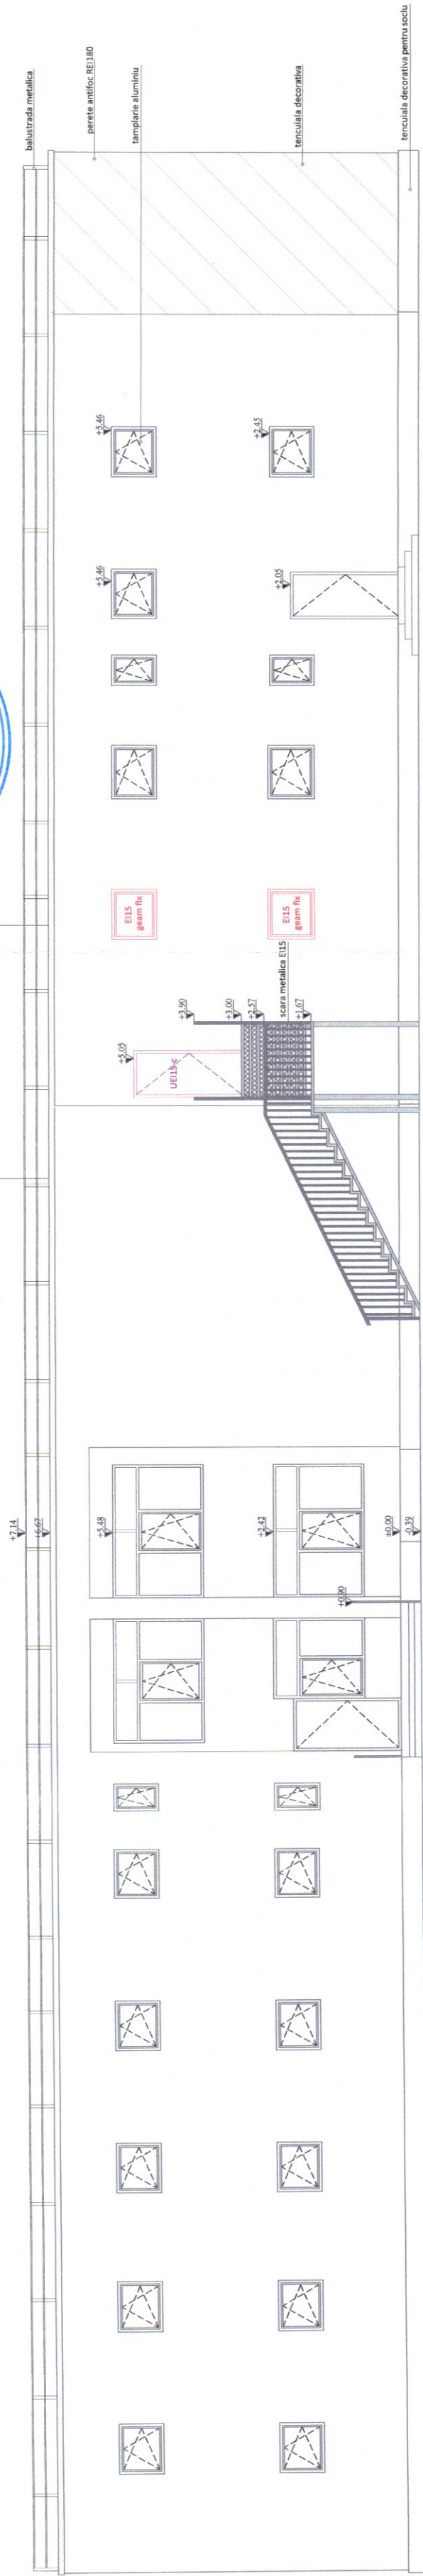 balustrada metalica
perete antifoc REI180
tamplarie aluminiu
tencuiala decorativa
tencuiala decorativa pentru soclu
+5.46
+2.45
+5.46
+2.05
EI15
geam fix
EI15
geam fix
+3.90
+3.00
+2.57
scara metalica EI15
+1.67
+5.05
UEI15-c
+7.14
+6.67
+5.48
+2.42
±0.00
-0.39
+0.90